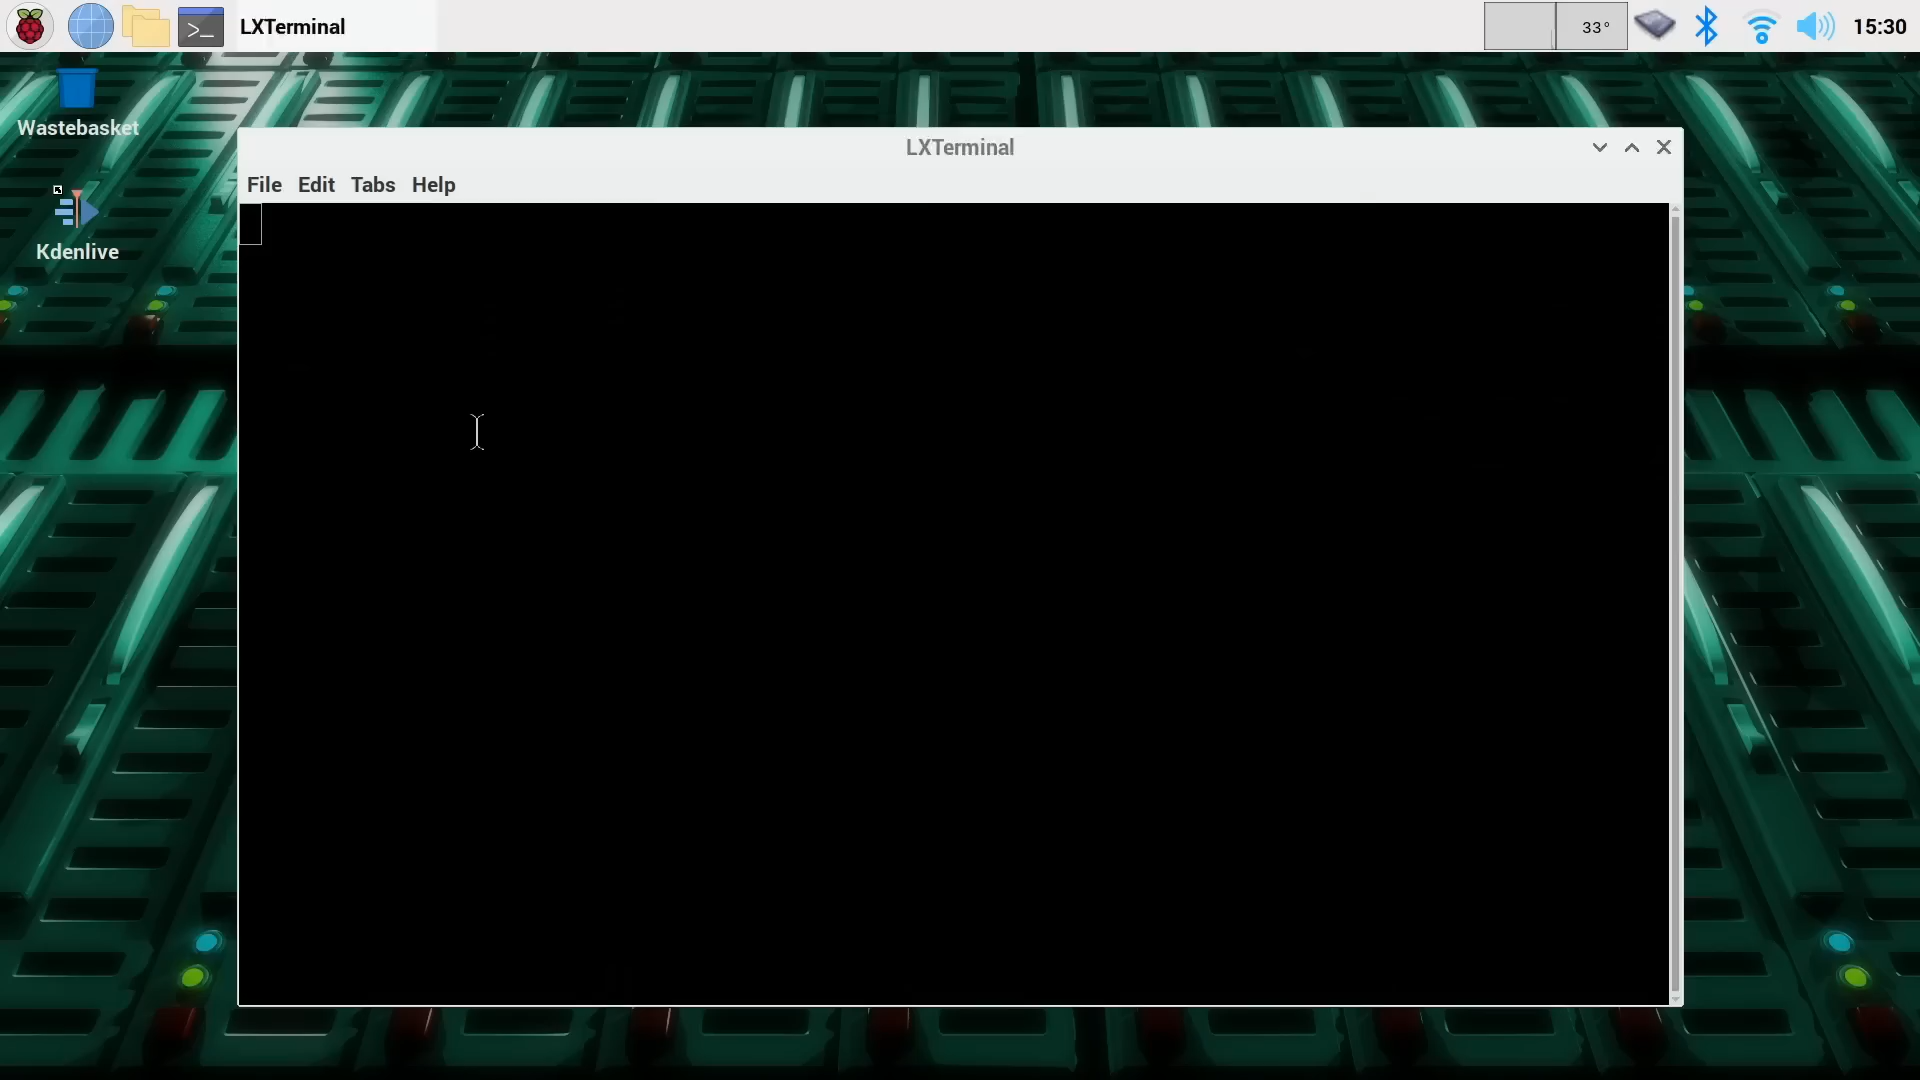 LXTerminal
33°
15:30
Wastebasket
LXTerminal
File Edit Tabs Help
Kdenlive